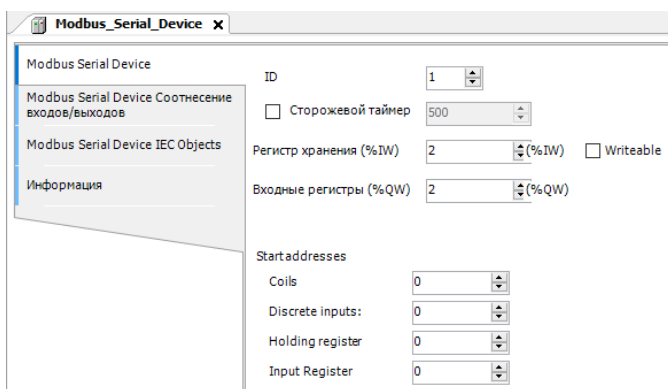 Modbus_Serial_Device X
Modbus Serial Device
Modbus Serial Device Соотнесение
входов/выходов
Modbus Serial Device IEC Objects
Информация
ID 1
Сторожевой таймер 500
Регистр хранения (%IW) 2 (%IW) Writeable
Входные регистры (%QW) 2 (%QW)
Start addresses
Coils 0
Discrete inputs: 0
Holding register 0
Input Register 0